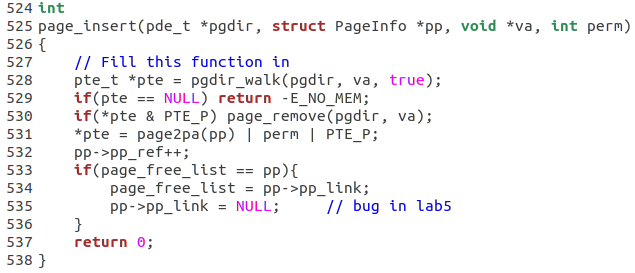 524 int
525 page_insert(pde_t *pgdir, struct PageInfo *pp, void *va, int perm)
526 {
527     // Fill this function in
528     pte_t *pte = pgdir_walk(pgdir, va, true);
529     if(pte == NULL) return -E_NO_MEM;
530     if(*pte & PTE_P) page_remove(pgdir, va);
531     *pte = page2pa(pp) | perm | PTE_P;
532     pp->pp_ref++;
533     if(page_free_list == pp){
534         page_free_list = pp->pp_link;
535         pp->pp_link = NULL;     // bug in lab5
536     }
537     return 0;
538 }